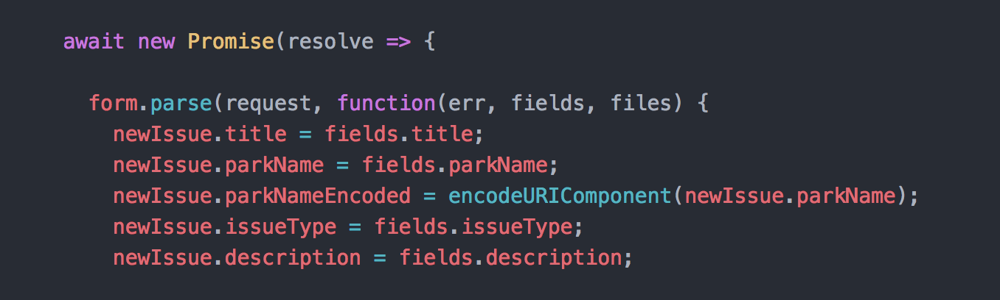 await new Promise(resolve => {
form.parse(request, function(err, fields, files) {
newIssue.title = fields.title;
newIssue.parkName = fields.parkName;
newIssue.parkNameEncoded = encodeURIComponent(newIssue.parkName);
newIssue.issueType = fields.issueType;
newIssue.description = fields.description;